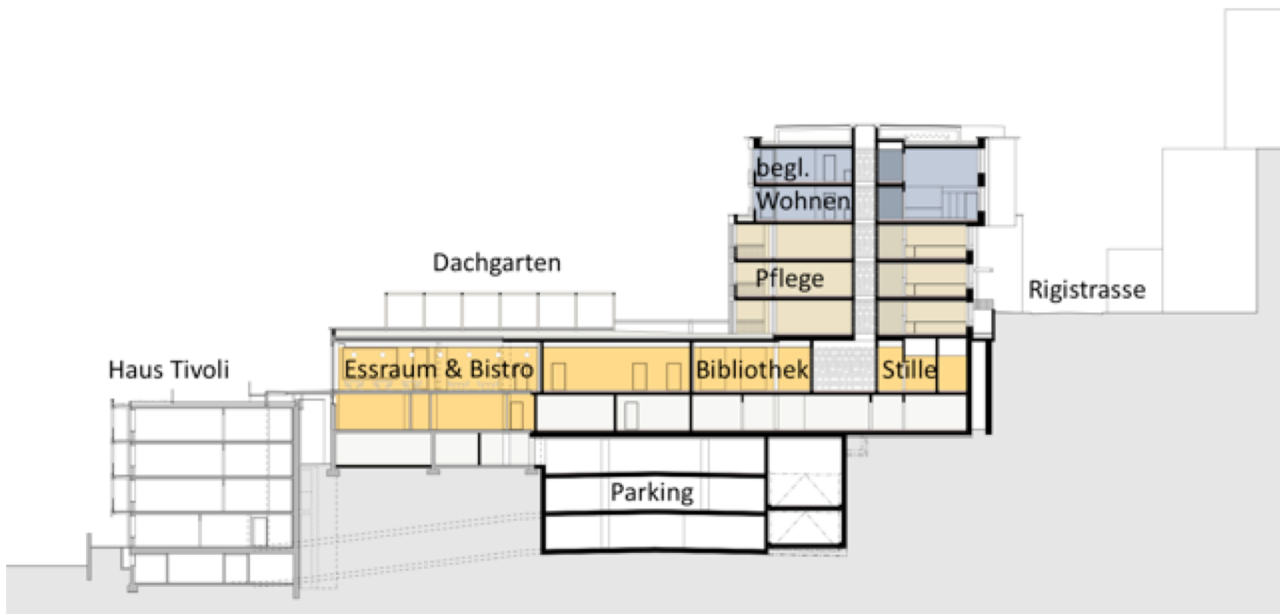 begl.
Wohnen
Dachgarten
Pflege
Rigistrasse
Haus Tivoli
Essraum & Bistro
Bibliothek
Stille
Parking